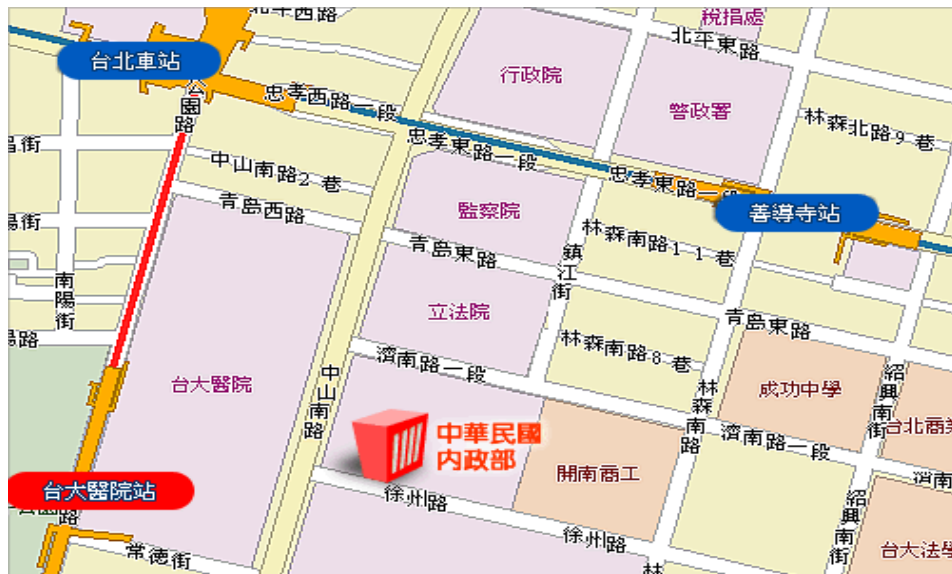 北平西路
稅捐處
北平東路
台北車站
行政院
公園路
忠孝西路一段
警政署
林森北路9巷
忠孝東路一段
中山南路2巷
忠孝東路一段
青島西路
監察院
善導寺站
林森南路11巷
青島東路
鎮江街
南陽街
立法院
青島東路
林森南路8巷
濟南路一段
台大醫院
中山南路
林森南路
成功中學
紹興南街
台北商業
中華民國
內政部
濟南路一段
開南商工
濟南
台大醫院站
徐州路
紹興南街
徐州路
常德街
台大法學
林